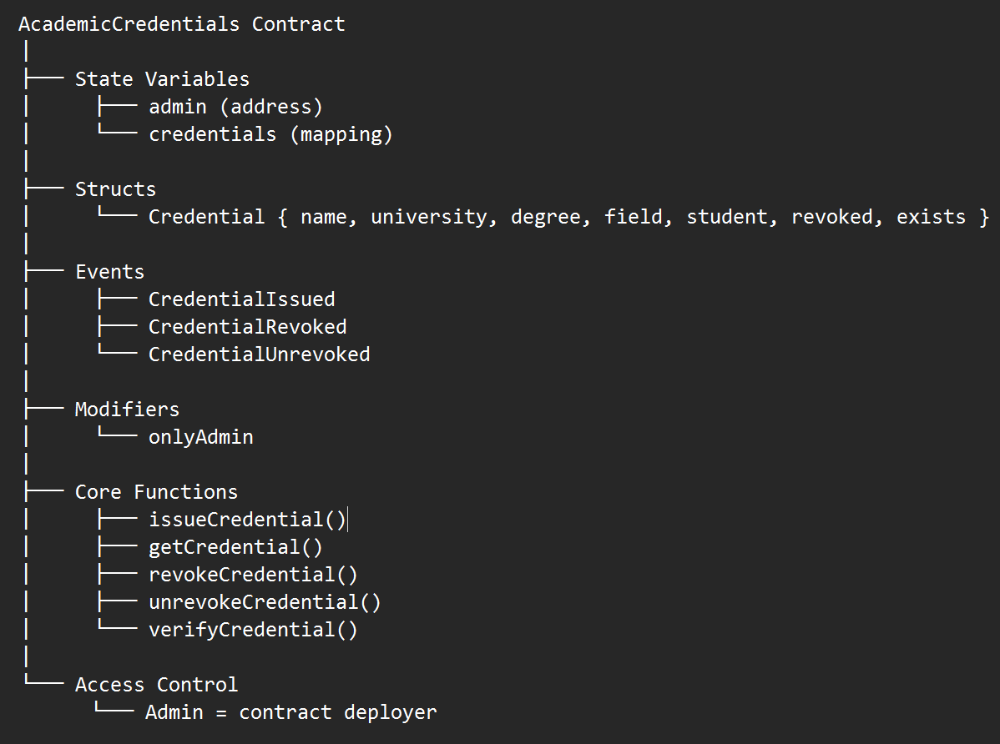 AcademicCredentials Contract
│
├── State Variables
│     ├── admin (address)
│     └── credentials (mapping)
│
├── Structs
│     └── Credential { name, university, degree, field, student, revoked, exists }
│
├── Events
│     ├── CredentialIssued
│     ├── CredentialRevoked
│     └── CredentialUnrevoked
│
├── Modifiers
│     └── onlyAdmin
│
├── Core Functions
│     ├── issueCredential()
│     ├── getCredential()
│     ├── revokeCredential()
│     ├── unrevokeCredential()
│     └── verifyCredential()
│
└── Access Control
      └── Admin = contract deployer